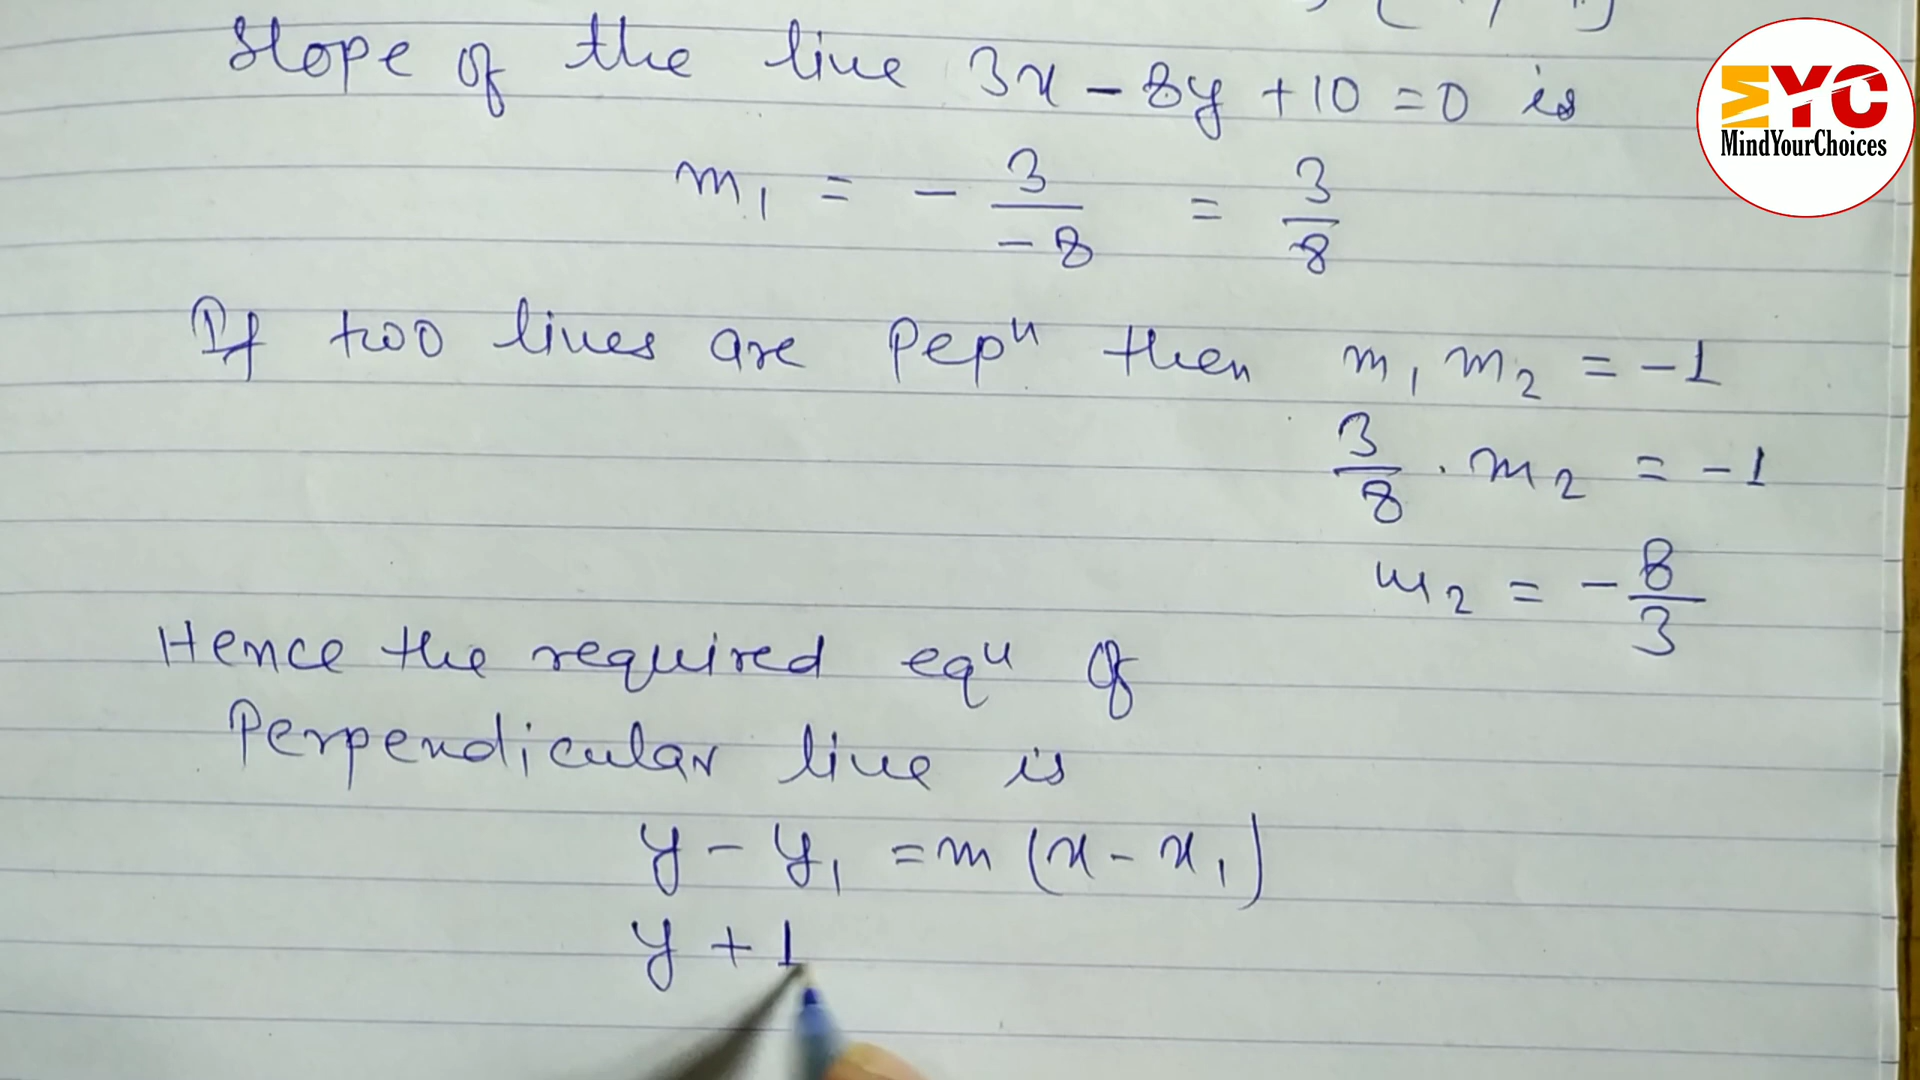 Slope of the line 3x - 8y + 10 = 0 is
m₁ = - 3/-8 = 3/8
If two lines are Pepⁿ then m₁ m₂ = -1
3/8 . m₂ = -1
m₂ = - 8/3
Hence the required eqⁿ of
Perpendicular line is
y - y₁ = m (x - x₁)
y + 1
MYC
MindYourChoices